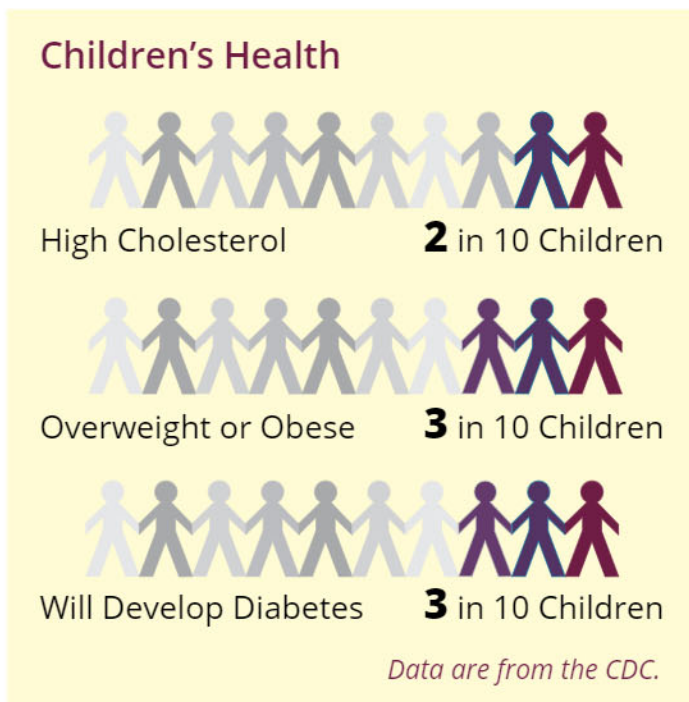 Children’s Health
High Cholesterol 2 in 10 Children
Overweight or Obese 3 in 10 Children
Will Develop Diabetes 3 in 10 Children
Data are from the CDC.